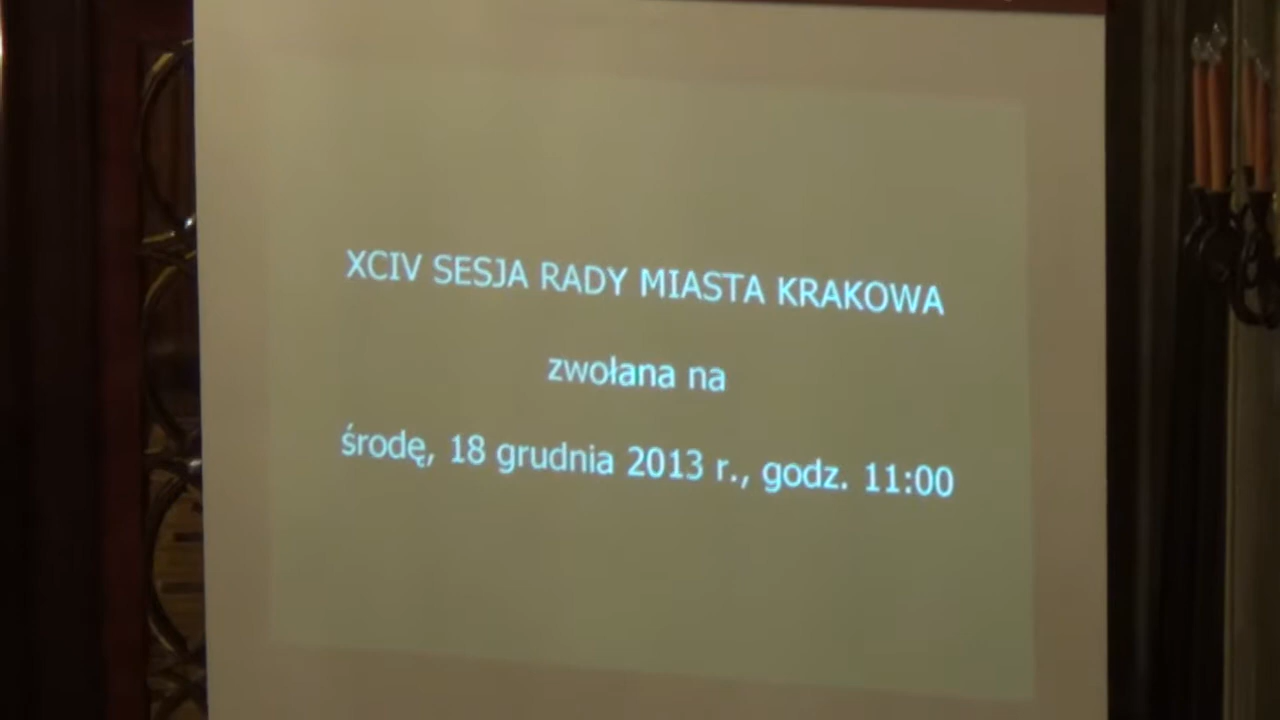 XCIV SESJA RADY MIASTA KRAKOWA
zwołana na
środę, 18 grudnia 2013 r., godz. 11:00